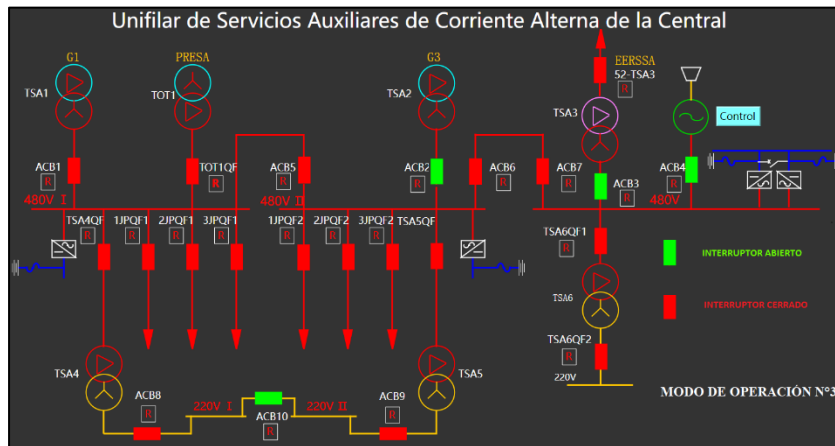 Unifilar de Servicios Auxiliares de Corriente Alterna de la Central
G1 PRESA G3 EERSSA
52-TSA3
R
TSA1 TOT1 TSA2 TSA3 Control
ACB1 TOT1QF ACB5 ACB2 ACB6 ACB7 ACB4
R R R R R R R
ACB3
R
480V I 480V II 480V
TSA4QF 1JPQF1 2JPQF1 3JPQF1 1JPQF2 2JPQF2 3JPQF2 TSA5QF TSA6QF1
R R R R R R R R R
INTERRUPTOR ABIERTO
TSA6
INTERRUPTOR CERRADO
TSA4 TSA5 TSA6QF2
R
ACB8 ACB9
R R
220V
220V I 220V II
ACB10
R
MODO DE OPERACIÓN N°3